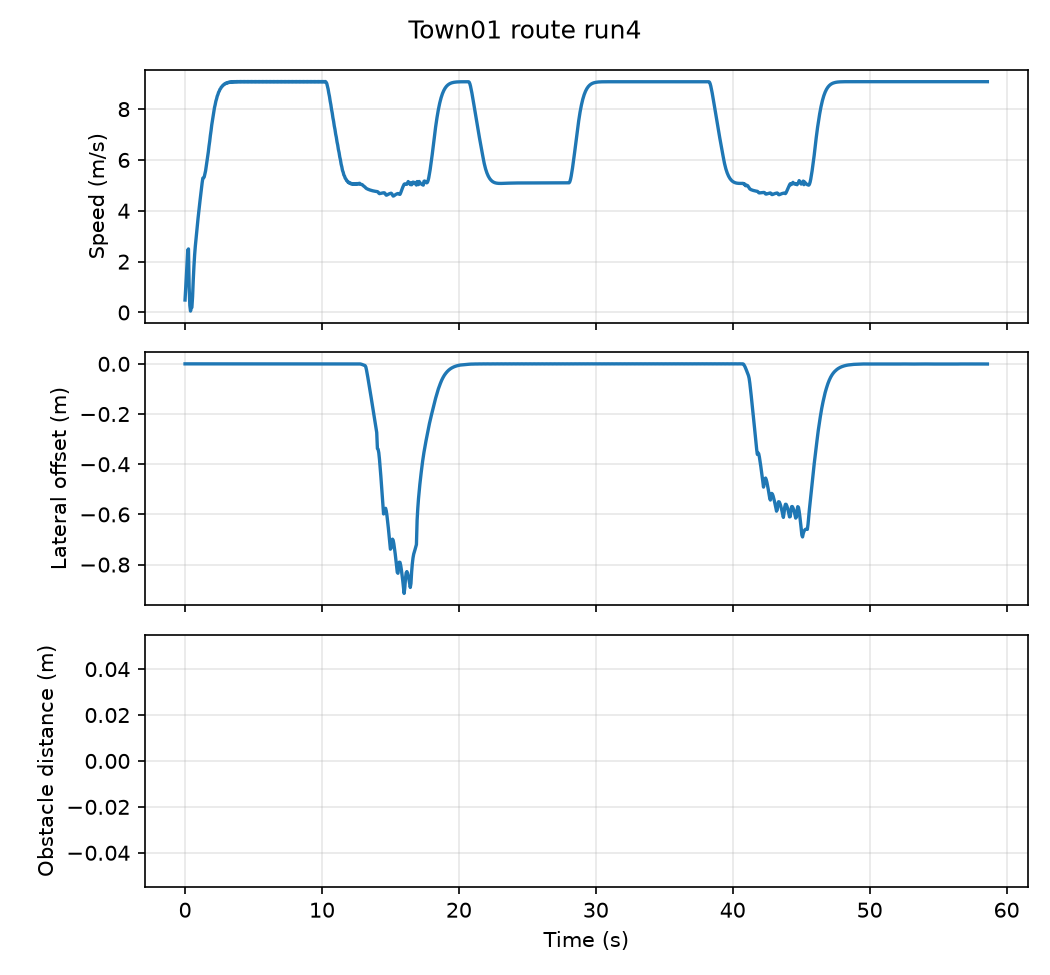 Town01 route run4
Speed (m/s)
8
6
4
2
0
Lateral offset (m)
0.0
−0.2
−0.4
−0.6
−0.8
Obstacle distance (m)
0.04
0.02
0.00
−0.02
−0.04
0 10 20 30 40 50 60
Time (s)